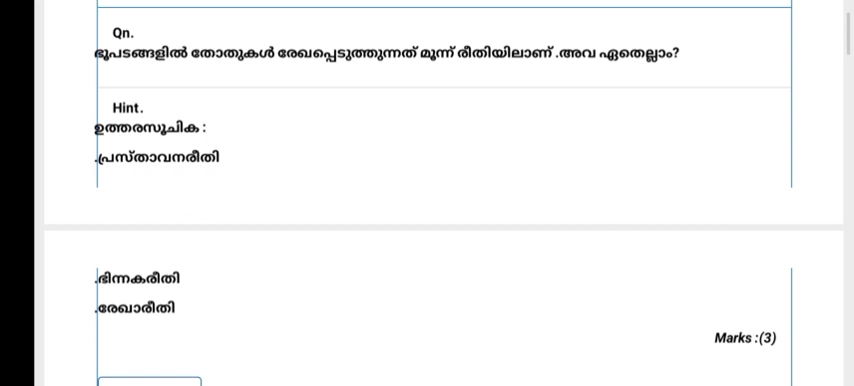 Qn.
ഭൂപടങ്ങളിൽ തോതുകൾ രേഖപ്പെടുത്തുന്നത് മൂന്ന് രീതിയിലാണ് .അവ ഏതെല്ലാം?
Hint.
ഉത്തരസൂചിക :
.പ്രസ്താവനരീതി
.ഭിന്നകരീതി
.രേഖാരീതി
Marks :(3)